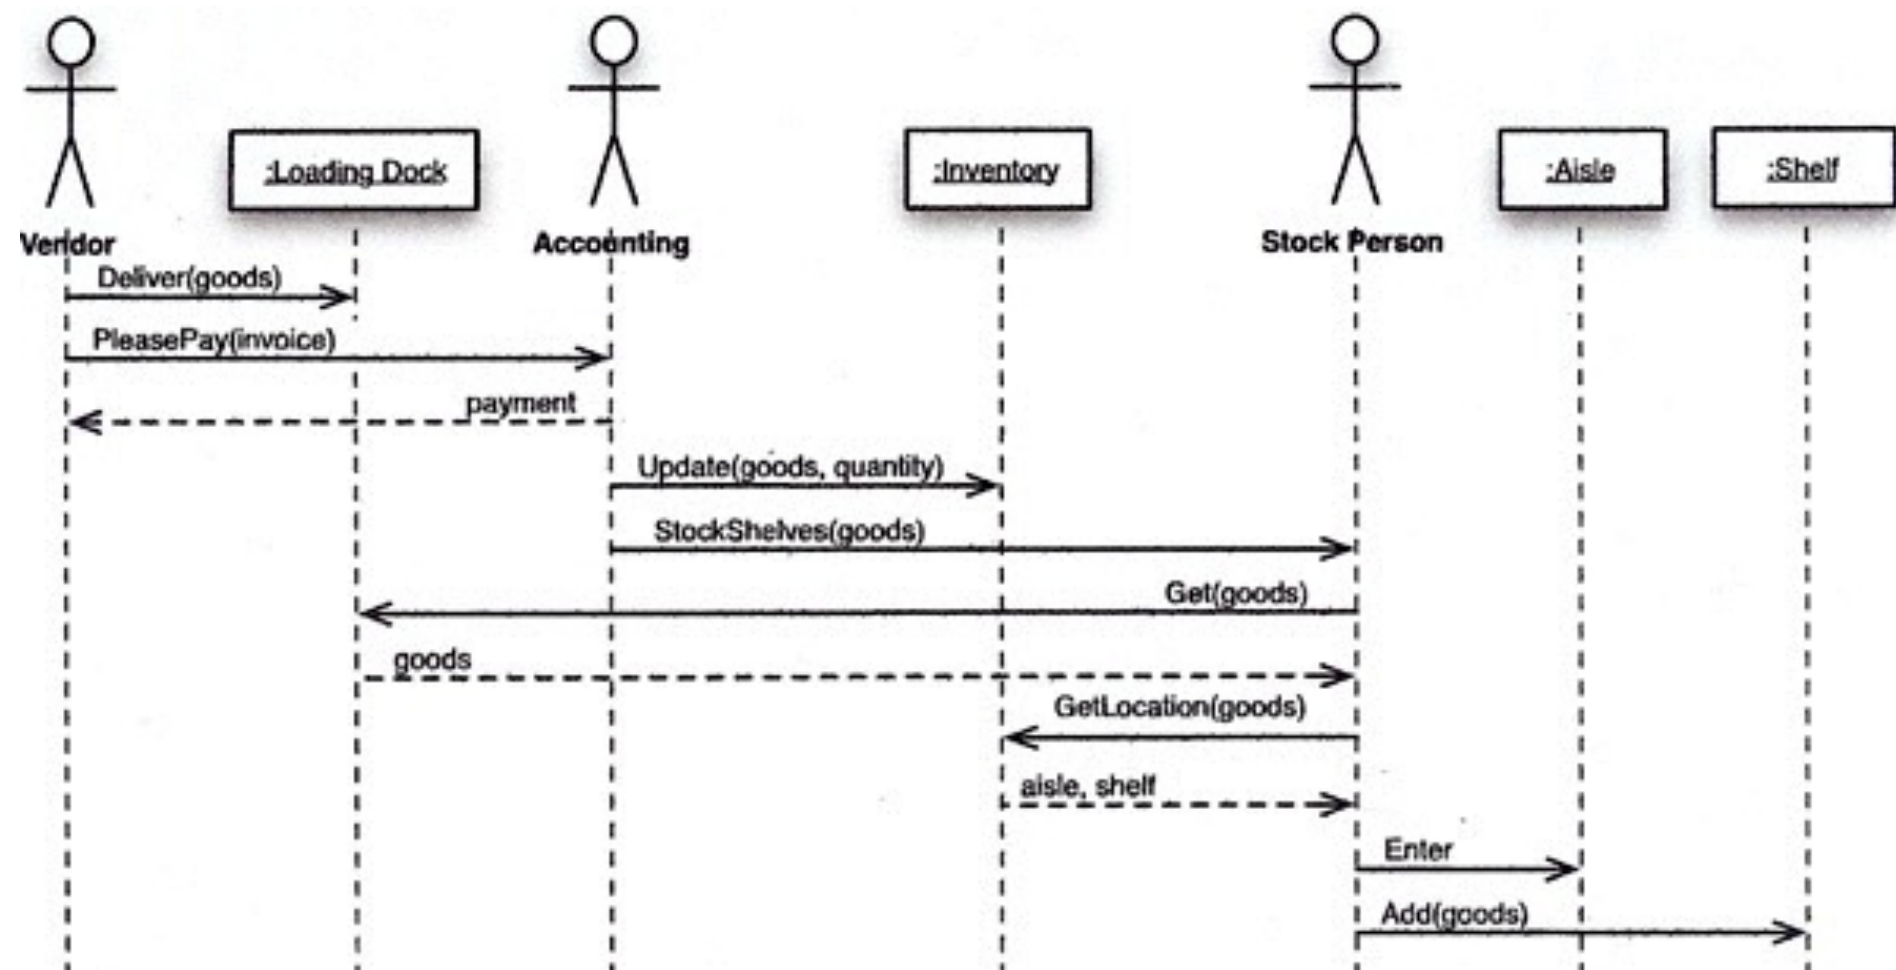 :Loading Dock
:Inventory
:Aisle
:Shelf
Vendor
Accounting
Stock Person
Deliver(goods)
PleasePay(invoice)
payment
Update(goods, quantity)
StockShelves(goods)
Get(goods)
goods
GetLocation(goods)
aisle, shelf
Enter
Add(goods)